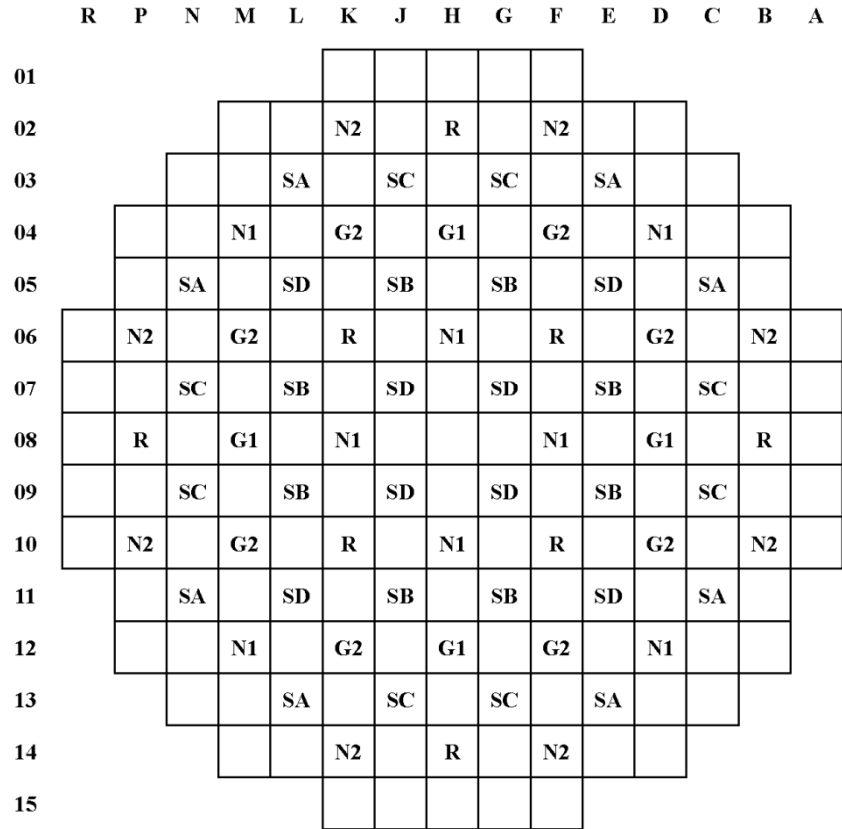 R P N M L K J H G F E D C B A
01
02 N2 R N2
03 SA SC SC SA
04 N1 G2 G1 G2 N1
05 SA SD SB SB SD SA
06 N2 G2 R N1 R G2 N2
07 SC SB SD SD SB SC
08 R G1 N1 N1 G1 R
09 SC SB SD SD SB SC
10 N2 G2 R N1 R G2 N2
11 SA SD SB SB SD SA
12 N1 G2 G1 G2 N1
13 SA SC SC SA
14 N2 R N2
15